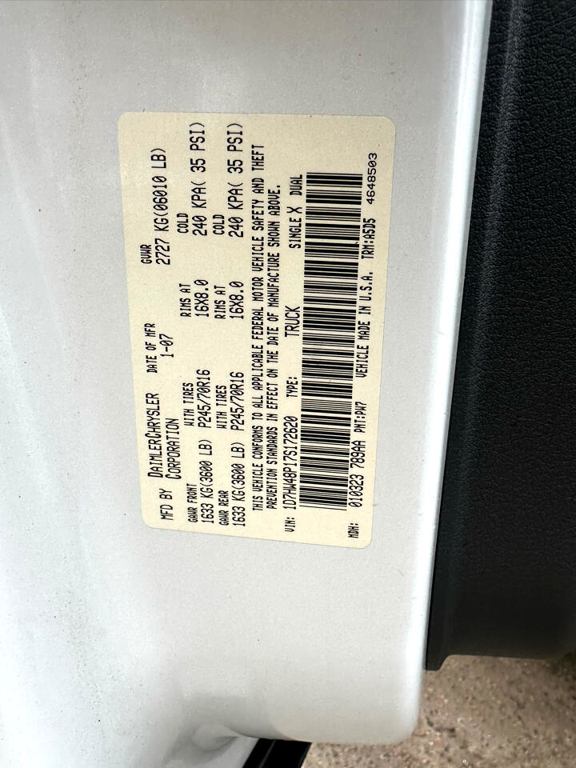 MFD BY DAIMLERCHRYSLER CORPORATION
DATE OF MFR 1-07
GVWR 2727 KG(06010 LB)
GAWR FRONT WITH TIRES RIMS AT COLD
1633 KG(3600 LB) P245/70R16 16X8.0 240 KPA( 35 PSI)
GAWR REAR WITH TIRES RIMS AT COLD
1633 KG(3600 LB) P245/70R16 16X8.0 240 KPA( 35 PSI)
THIS VEHICLE CONFORMS TO ALL APPLICABLE FEDERAL MOTOR VEHICLE SAFETY AND THEFT
PREVENTION STANDARDS IN EFFECT ON THE DATE OF MANUFACTURE SHOWN ABOVE.
VIN: 1D7HW48P17S172620 TYPE: TRUCK SINGLE X DUAL
MDH: 010323 789AA PNT:PW7 VEHICLE MADE IN U.S.A. TRM:A5D5 4648503